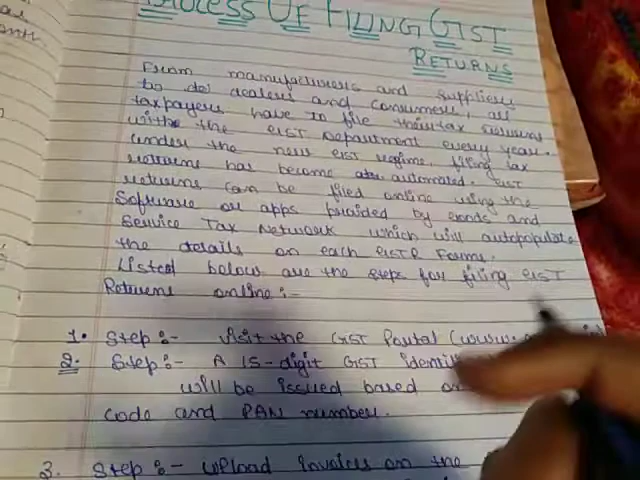 PROCESS OF FILING GST
RETURNS
From manufacturers and suppliers
to to dealers and consumers, all
taxpayers have to file their tax returns
with the GST Department every year.
Under the new GST regime, filing tax
returns has become automated. GST
returns can be filed online using the
Software or apps by Goods and
Service Tax Network which will autopopulate
the details on each GSTR Forms.
Listed below are the steps for filing GST
Returns online:-
1. Step:- Visit the GST Portal (www.
2. Step:- A 15-digit GST
will be issued based on
code and PAN number.
3. Step:- Upload Invoices on the